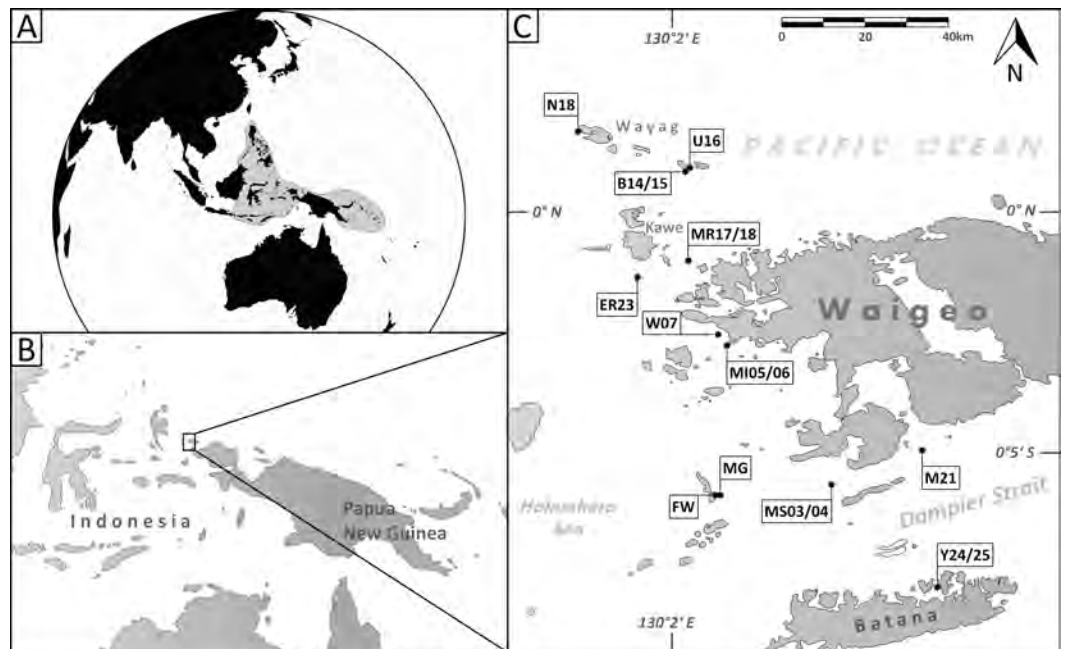 A
B
Indonesia
Papua
New Guinea
C
130°2' E
0
20
40km
N
N18
Wayag
U16
PACIFIC OCEAN
B14/15
0° N
0° N
Kawe
MR17/18
ER23
Waigeo
W07
MI05/06
0°5' S
MG
M21
FW
MS03/04
Halmahera
Sea
Dampier Strait
Y24/25
130°2' E
Batana